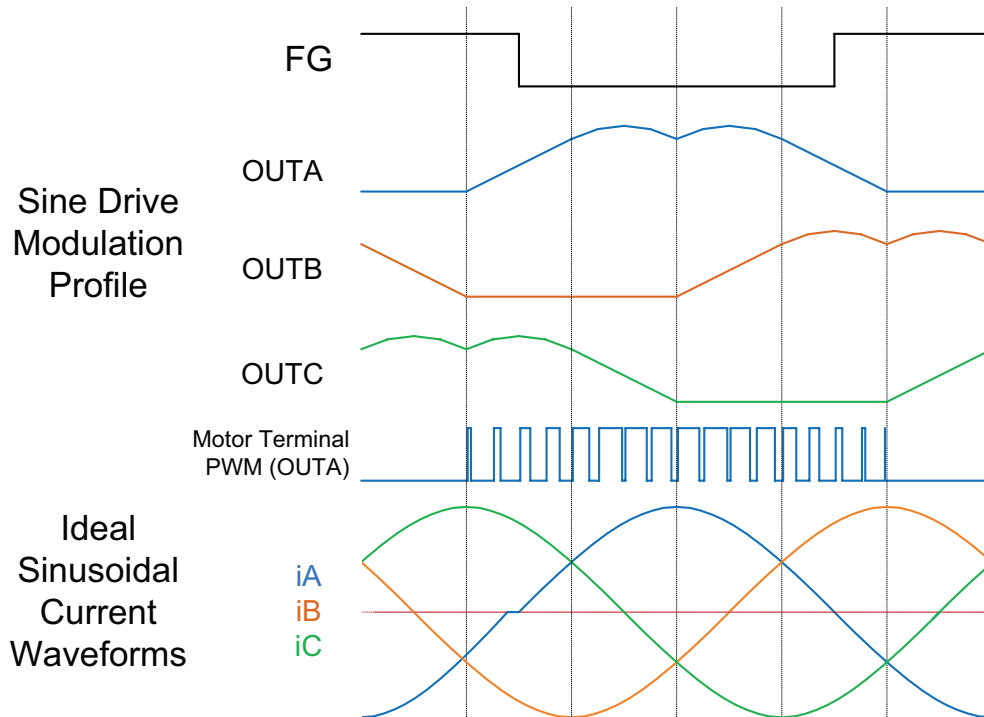 FG
OUTA
Sine Drive
Modulation
Profile
OUTB
OUTC
Motor Terminal
PWM (OUTA)
Ideal
Sinusoidal
Current
Waveforms
iA
iB
iC